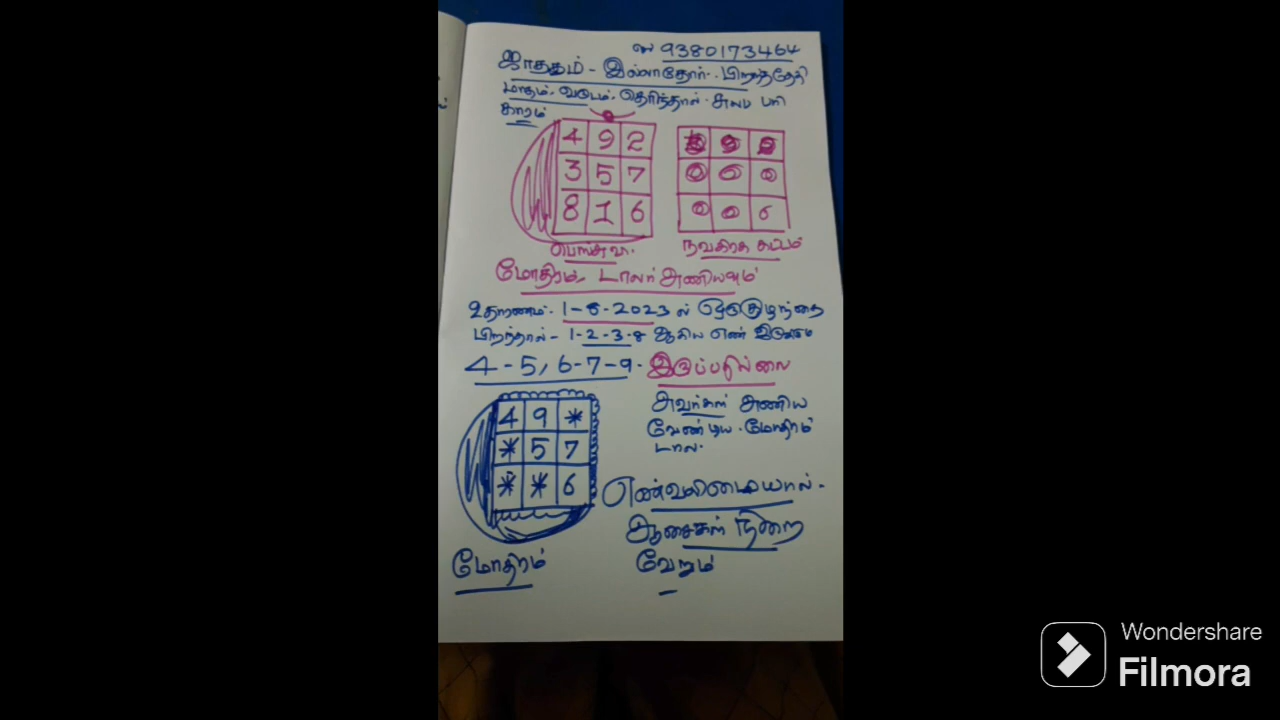 9380173464
ஜாதகம் - இல்லாதோர். பிறந்ததேதி
மாதம், வருடம், தெரிந்தால். சுலப பரி
காரம்
4 9 2
3 5 7
8 1 6
நவகிரக கட்டம்
மோதிரம், டாலர் அணியவும்
உதாரணம். 1-8-2023 ல் ஒருகுழந்தை
பிறந்தால் - 1-2-3-8 ஆகிய எண் இருக்கும்
4-5, 6-7-9. இருப்பதில்லை
4 9 *
* 5 7
* * 6
அவர்கள் அணிய
வேண்டிய மோதிரம்
டாலர்.
எண்வலிமையால்.
ஆசைகள் நிறை
வேறும்
மோதிரம்
Wondershare
Filmora